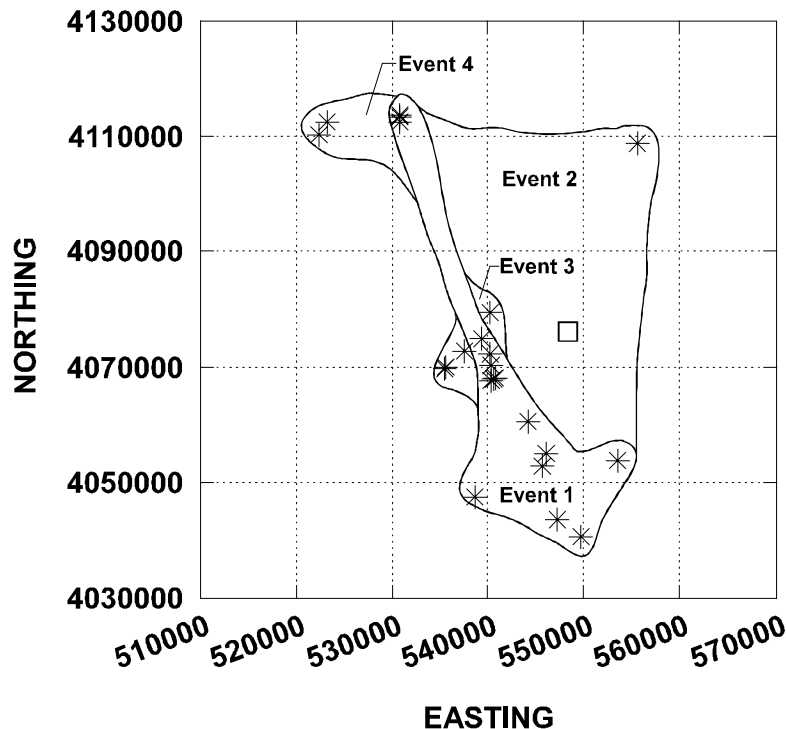 4130000
Event 4
4110000
Event 2
4090000
Event 3
NORTHING
4070000
4050000
Event 1
4030000
510000
520000
530000
540000
550000
560000
570000
EASTING